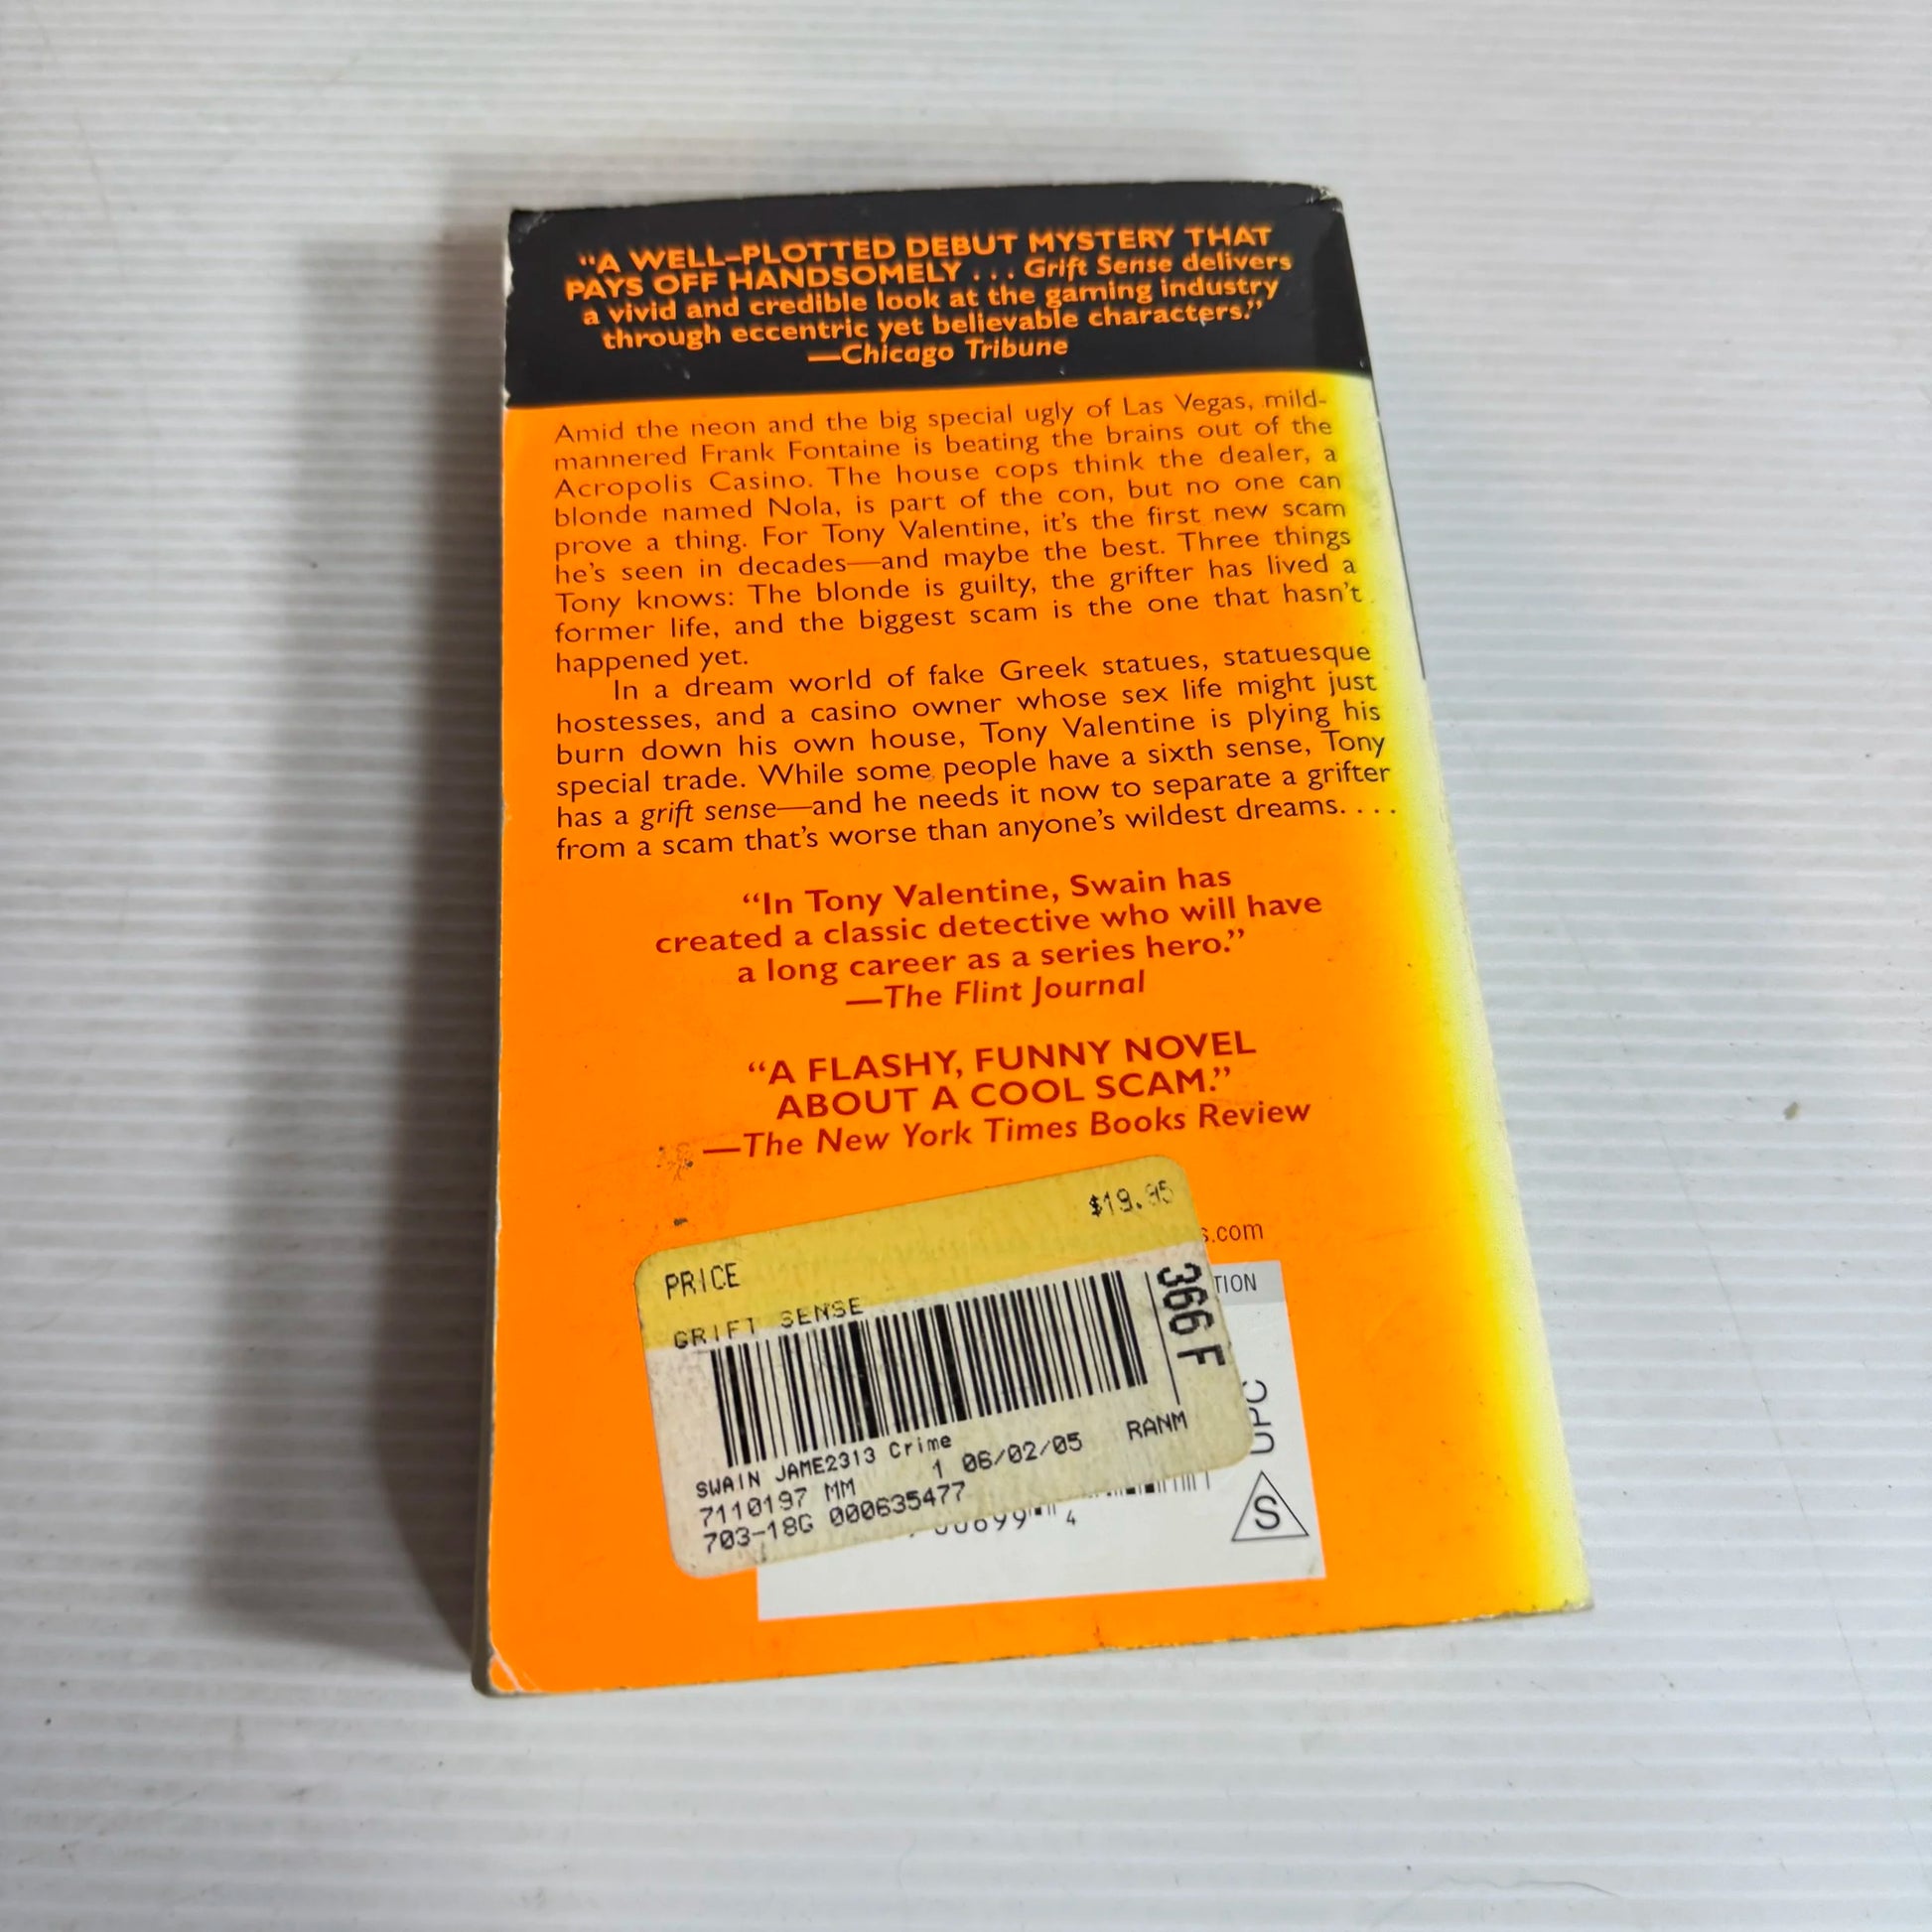 “A WELL–PLOTTED DEBUT MYSTERY THAT
PAYS OFF HANDSOMELY . . . Grift Sense delivers
a vivid and credible look at the gaming industry
through eccentric yet believable characters.”
—Chicago Tribune
Amid the neon and the big special ugly of Las Vegas, mild-
mannered Frank Fontaine is beating the brains out of the
Acropolis Casino. The house cops think the dealer, a
blonde named Nola, is part of the con, but no one can
prove a thing. For Tony Valentine, it’s the first new scam
he’s seen in decades—and maybe the best. Three things
Tony knows: The blonde is guilty, the grifter has lived a
former life, and the biggest scam is the one that hasn’t
happened yet.
In a dream world of fake Greek statues, statuesque
hostesses, and a casino owner whose sex life might just
burn down his own house, Tony Valentine is plying his
special trade. While some people have a sixth sense, Tony
has a grift sense—and he needs it now to separate a grifter
from a scam that’s worse than anyone’s wildest dreams. . . .
“In Tony Valentine, Swain has
created a classic detective who will have
a long career as a series hero.”
—The Flint Journal
“A FLASHY, FUNNY NOVEL
ABOUT A COOL SCAM.”
—The New York Times Books Review
$19.95
s.com
PRICE
TION
GRIFT SENSE
366 F
UPC
SWAIN JAME2313 Crime
7110197 MM 1 06/02/05 RANM
703-18G 000635477
00699 4
S